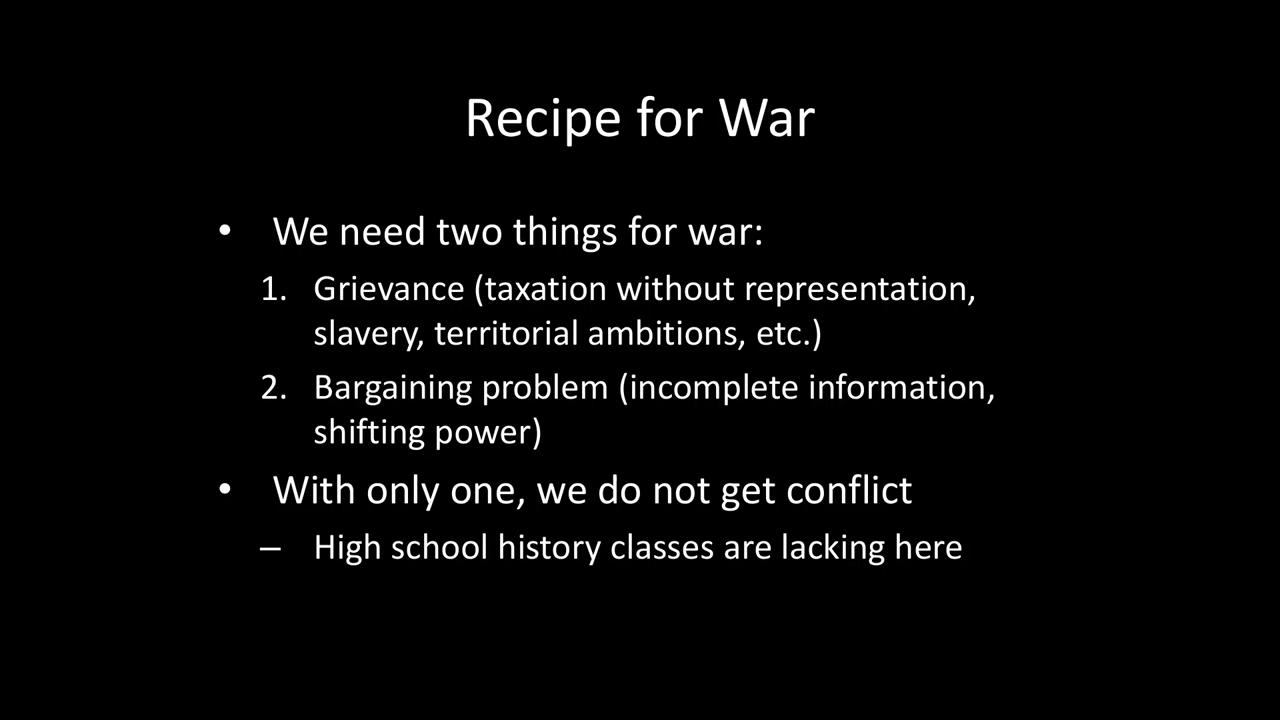 Recipe for War
• We need two things for war:
1. Grievance (taxation without representation,
slavery, territorial ambitions, etc.)
2. Bargaining problem (incomplete information,
shifting power)
• With only one, we do not get conflict
– High school history classes are lacking here